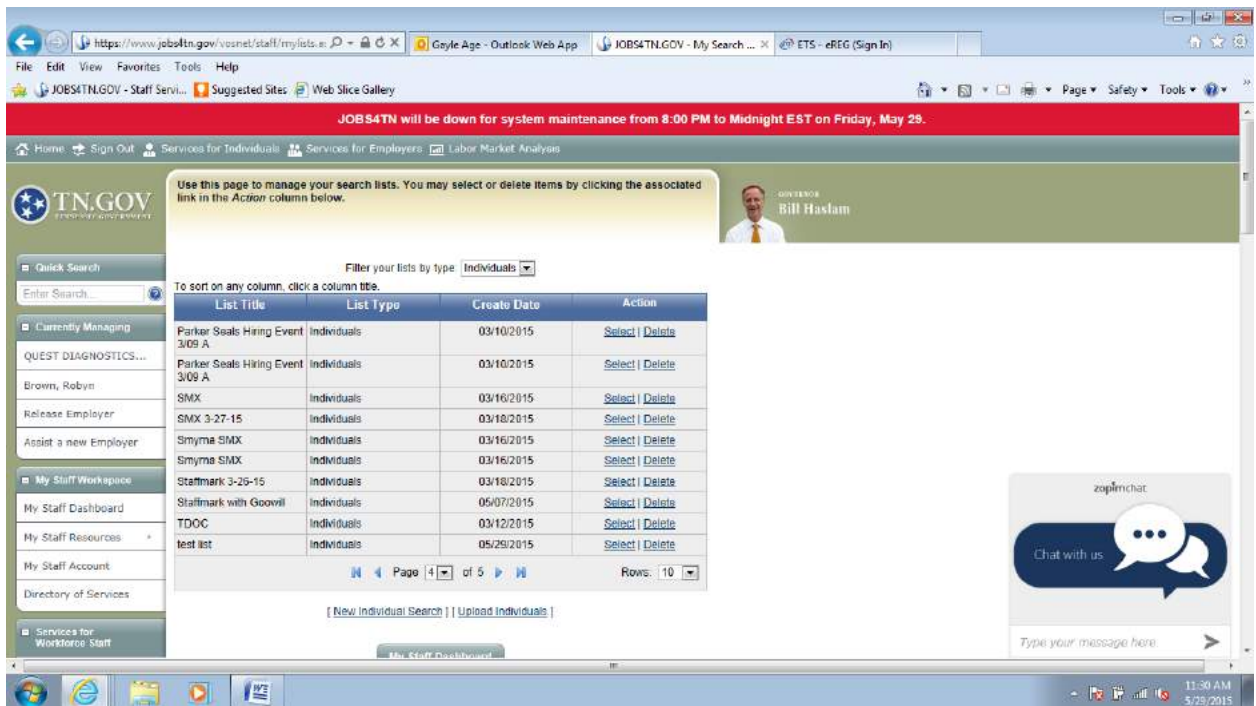 https://www.jobs4tn.gov/vosnet/staff/mylists.a
Gayle Age - Outlook Web App
JOBS4TN.GOV - My Search ...
ETS - eREG (Sign In)
File Edit View Favorites Tools Help
JOBS4TN.GOV - Staff Servi... Suggested Sites Web Slice Gallery
Page Safety Tools
JOBS4TN will be down for system maintenance from 8:00 PM to Midnight EST on Friday, May 29.
Home Sign Out Services for Individuals Services for Employers Labor Market Analysis
TN.GOV
Use this page to manage your search lists. You may select or delete items by clicking the associated
link in the Action column below.
GOVERNOR
Bill Haslam
Quick Search
Enter Search...
Currently Managing
QUEST DIAGNOSTICS...
Brown, Robyn
Release Employer
Assist a new Employer
My Staff Workspace
My Staff Dashboard
My Staff Resources
My Staff Account
Directory of Services
Services for
Workforce Staff
Filter your lists by type: Individuals
To sort on any column, click a column title.
List Title List Type Create Date Action
Parker Seals Hiring Event Individuals 03/10/2015 Select | Delete
3/09 A
Parker Seals Hiring Event Individuals 03/10/2015 Select | Delete
3/09 A
SMX Individuals 03/16/2015 Select | Delete
SMX 3-27-15 Individuals 03/18/2015 Select | Delete
Smyrna SMX Individuals 03/16/2015 Select | Delete
Smyrna SMX Individuals 03/16/2015 Select | Delete
Staffmark 3-26-15 Individuals 03/18/2015 Select | Delete
Staffmark with Goowill Individuals 05/07/2015 Select | Delete
TDOC Individuals 03/12/2015 Select | Delete
test list Individuals 05/29/2015 Select | Delete
Page 4 of 5 Rows: 10
[ New Individual Search ] [ Upload Individuals ]
My Staff Dashboard
zopim chat
Chat with us
Type your message here
11:30 AM
5/29/2015